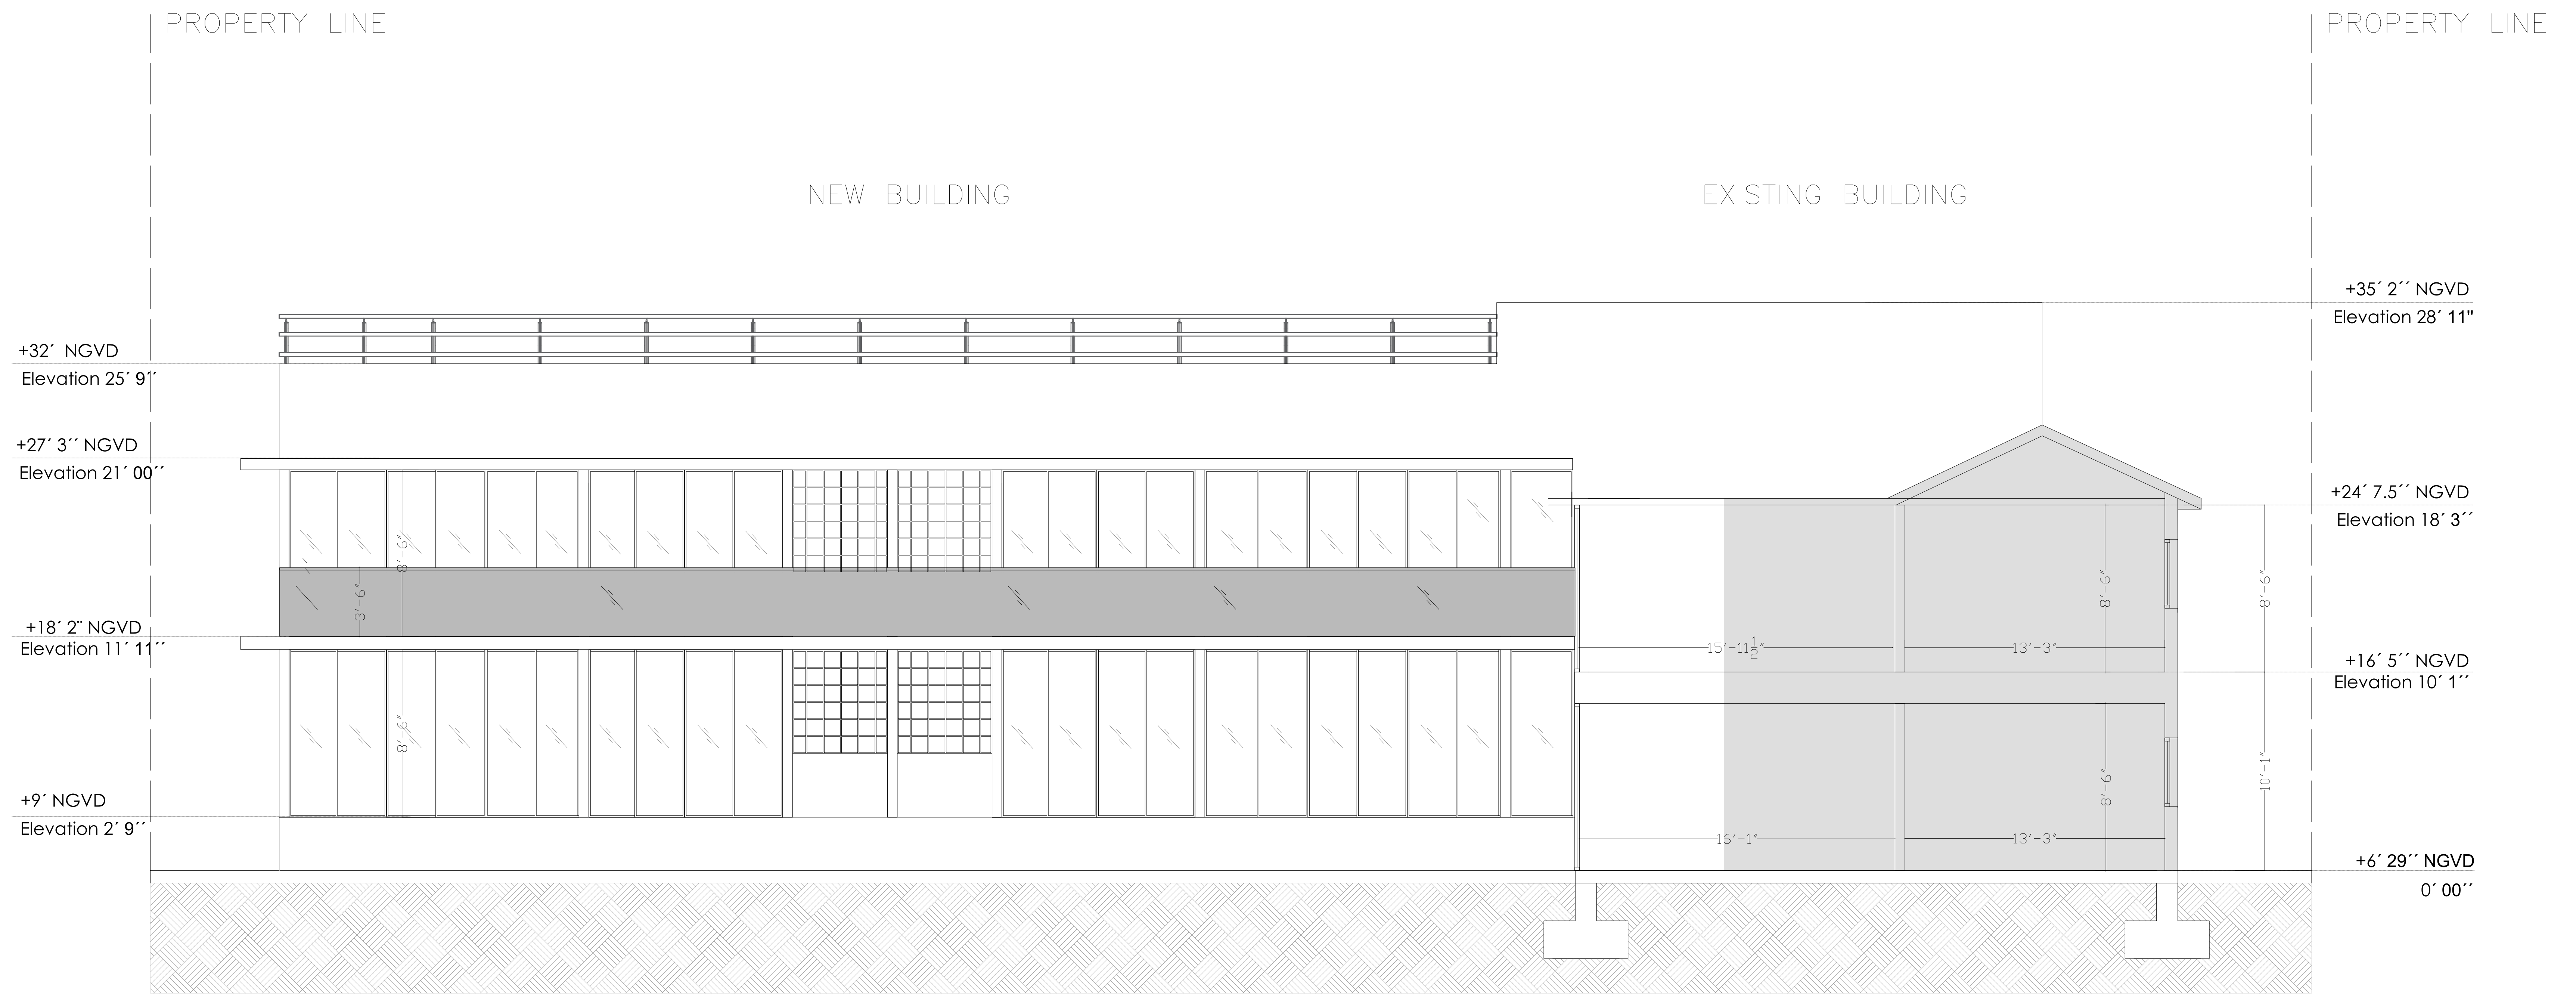 PROPERTY LINE
PROPERTY LINE
NEW BUILDING
EXISTING BUILDING
+35´ 2´´ NGVD
Elevation 28´ 11"
+32´ NGVD
Elevation 25´ 9´´
+27´ 3´´ NGVD
Elevation 21´ 00´´
+24´ 7.5´´ NGVD
Elevation 18´ 3´´
8'-6"
3'-6"
8'-6"
8'-6"
+18´ 2¨ NGVD
Elevation 11´ 11´´
15'-11 1/2"
13'-3"
+16´ 5´´ NGVD
Elevation 10´ 1´´
8'-6"
8'-6"
10'-1"
+9´ NGVD
Elevation 2´ 9´´
16'-1"
13'-3"
+6´ 29´´ NGVD
0´ 00´´